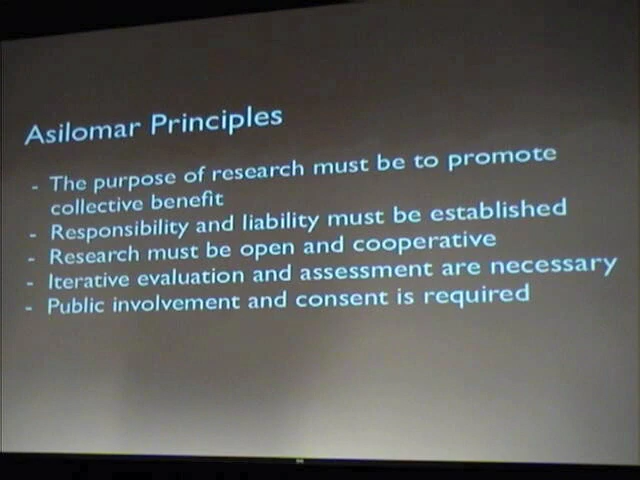 Asilomar Principles
- The purpose of research must be to promote
collective benefit
- Responsibility and liability must be established
- Research must be open and cooperative
- Iterative evaluation and assessment are necessary
- Public involvement and consent is required